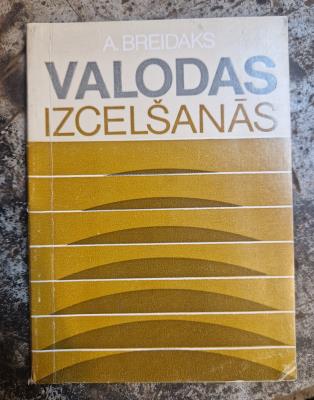 A. BREIDAKS
VALODAS
IZCELŠANĀS